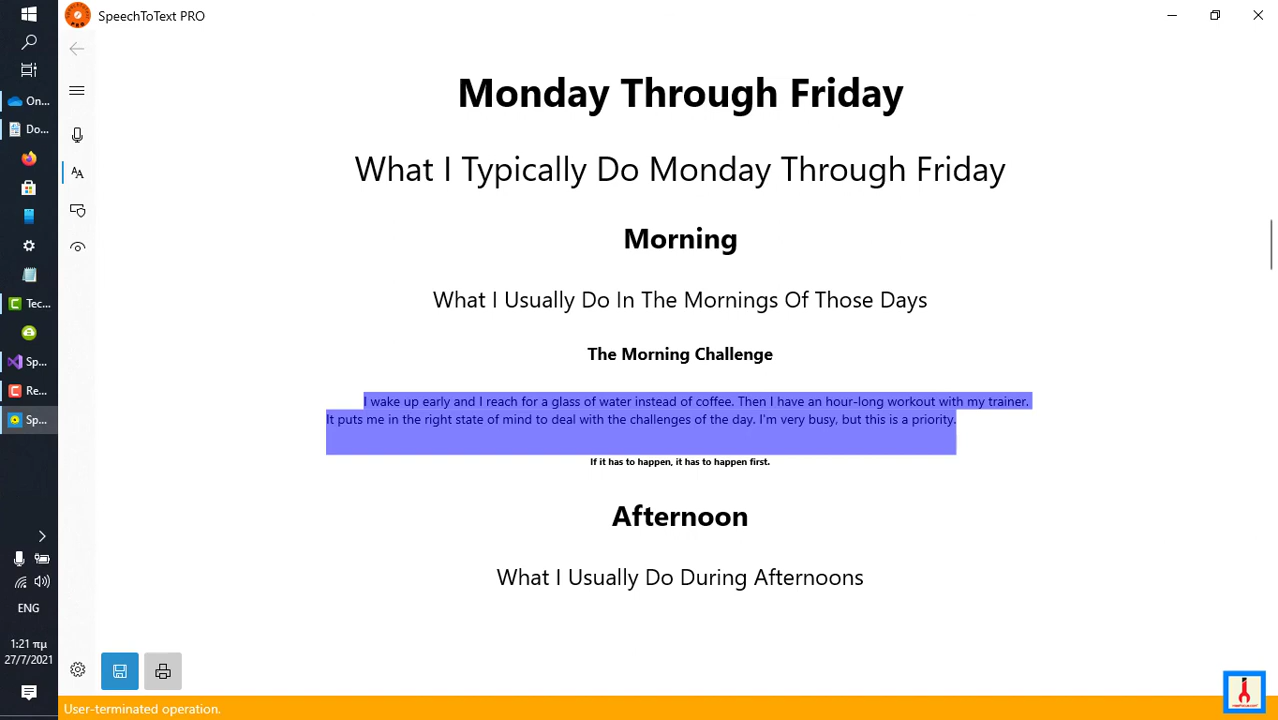 SpeechToText PRO
Monday Through Friday
What I Typically Do Monday Through Friday
Morning
What I Usually Do In The Mornings Of Those Days
The Morning Challenge
I wake up early and I reach for a glass of water instead of coffee. Then I have an hour-long workout with my trainer.
It puts me in the right state of mind to deal with the challenges of the day. I'm very busy, but this is a priority.
If it has to happen, it has to happen first.
Afternoon
What I Usually Do During Afternoons
On...
Do...
Tec...
Sp...
Re...
Sp...
ENG
1:21 πμ
27/7/2021
User-terminated operation.